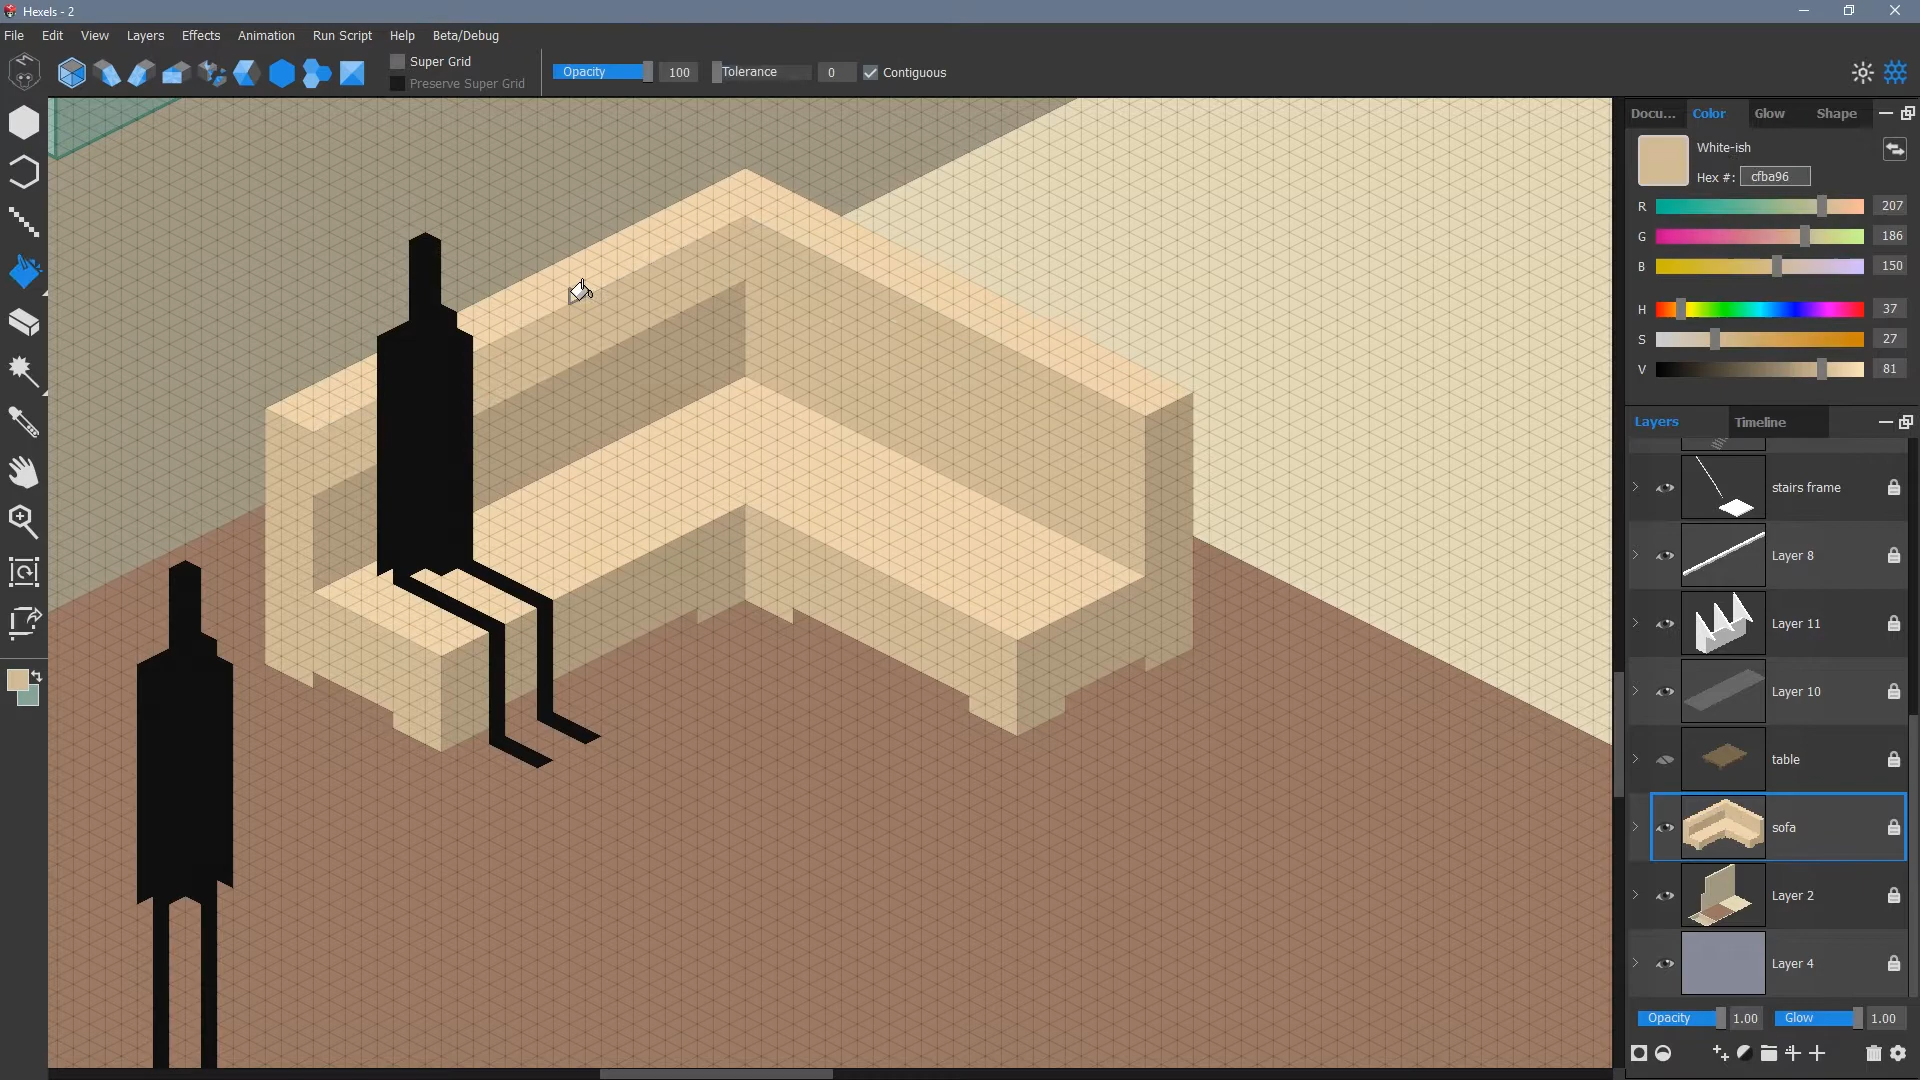 Hexels - 2
File Edit View Layers Effects Animation Run Script Help Beta/Debug
Super Grid
Preserve Super Grid
Opacity 100 Tolerance 0 Contiguous
Docu... Color Glow Shape
White-ish
Hex #: cfba96
R 207
G 186
B 150
H 37
S 27
V 81
Layers Timeline
stairs frame
Layer 8
Layer 11
Layer 10
table
sofa
Layer 2
Layer 4
Opacity 1.00 Glow 1.00